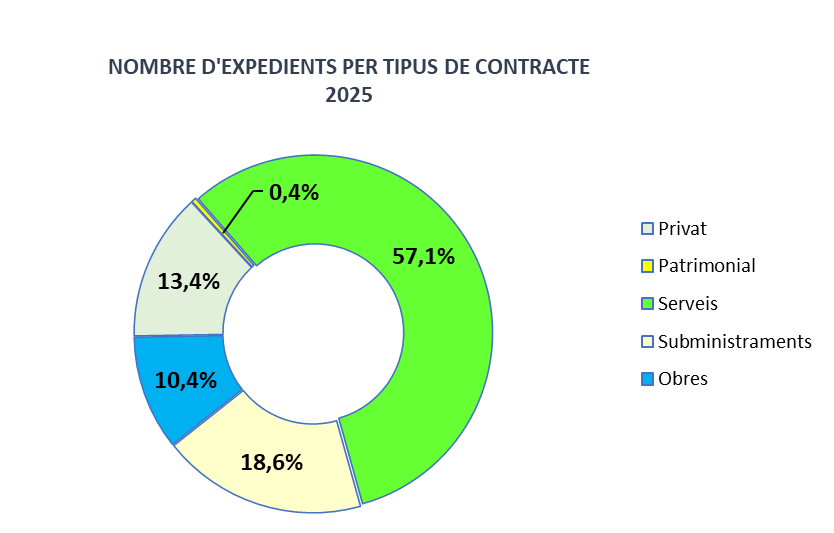 NOMBRE D'EXPEDIENTS PER TIPUS DE CONTRACTE
2025
0,4%
57,1%
13,4%
10,4%
18,6%
Privat
Patrimonial
Serveis
Subministraments
Obres